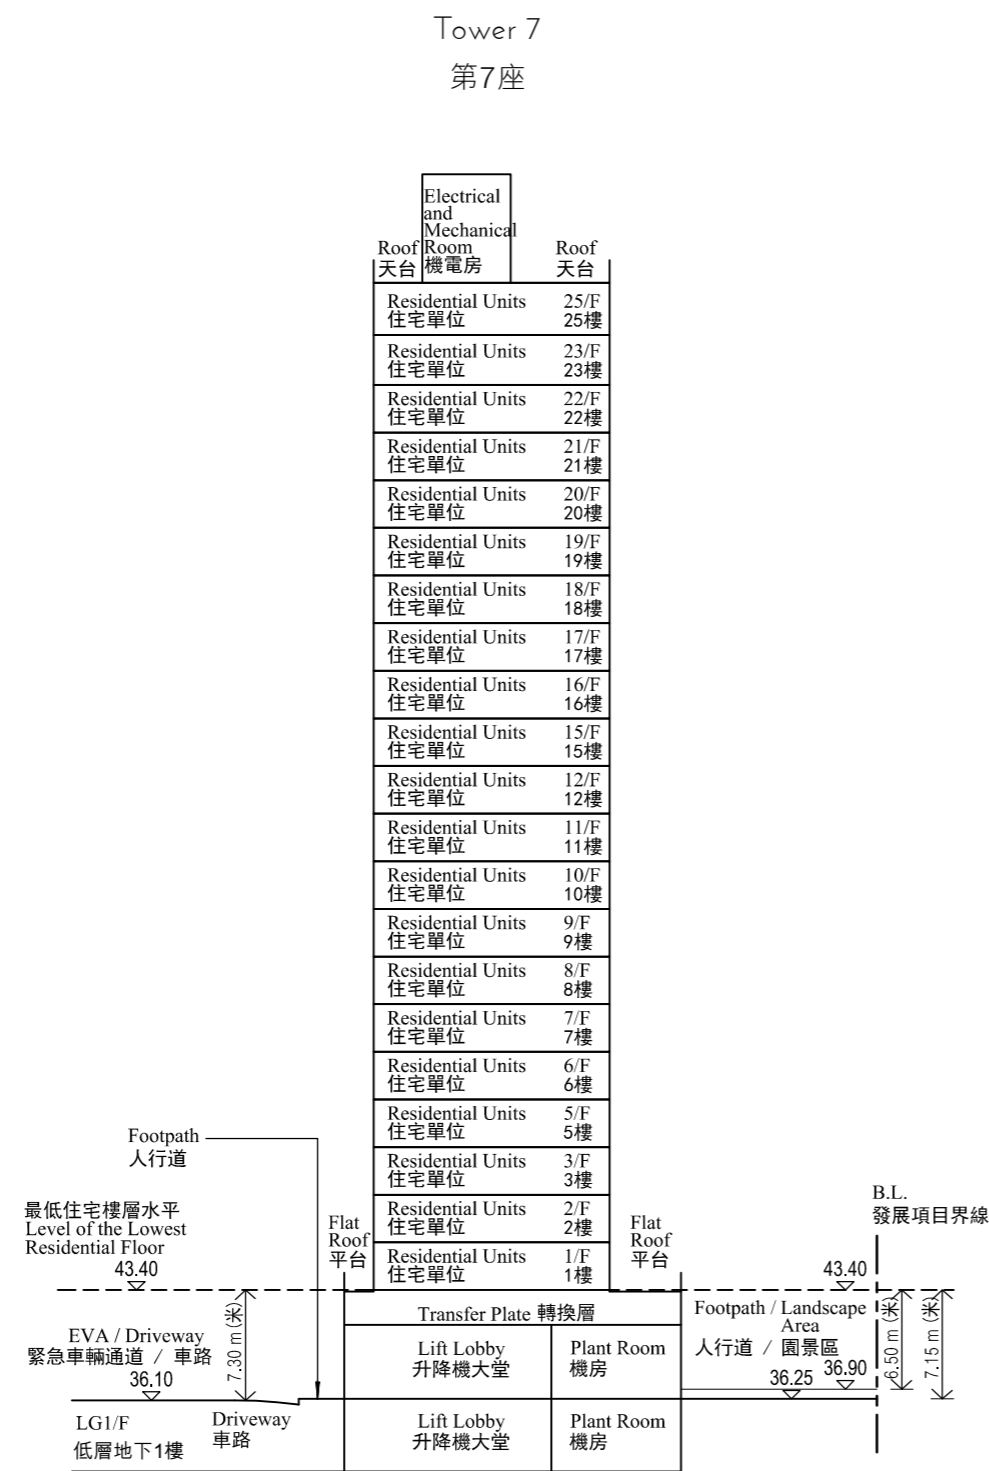 Tower 7
第7座
Electrical
and
Mechanical
Room
機電房
Roof
天台
Roof
天台
Residential Units 25/F
住宅單位 25樓
Residential Units 23/F
住宅單位 23樓
Residential Units 22/F
住宅單位 22樓
Residential Units 21/F
住宅單位 21樓
Residential Units 20/F
住宅單位 20樓
Residential Units 19/F
住宅單位 19樓
Residential Units 18/F
住宅單位 18樓
Residential Units 17/F
住宅單位 17樓
Residential Units 16/F
住宅單位 16樓
Residential Units 15/F
住宅單位 15樓
Residential Units 12/F
住宅單位 12樓
Residential Units 11/F
住宅單位 11樓
Residential Units 10/F
住宅單位 10樓
Residential Units 9/F
住宅單位 9樓
Residential Units 8/F
住宅單位 8樓
Residential Units 7/F
住宅單位 7樓
Residential Units 6/F
住宅單位 6樓
Residential Units 5/F
住宅單位 5樓
Residential Units 3/F
住宅單位 3樓
Residential Units 2/F
住宅單位 2樓
Residential Units 1/F
住宅單位 1樓
Footpath
人行道
最低住宅樓層水平
Level of the Lowest
Residential Floor
43.40
Flat
Roof
平台
Flat
Roof
平台
B.L.
發展項目界線
43.40
Transfer Plate 轉換層
EVA / Driveway
緊急車輛通道 / 車路
36.10
7.30 m (米)
Lift Lobby
升降機大堂
Plant Room
機房
Footpath / Landscape
Area
人行道 / 園景區
36.25
36.90
6.50 m (米)
7.15 m (米)
LG1/F
低層地下1樓
Driveway
車路
Lift Lobby
升降機大堂
Plant Room
機房